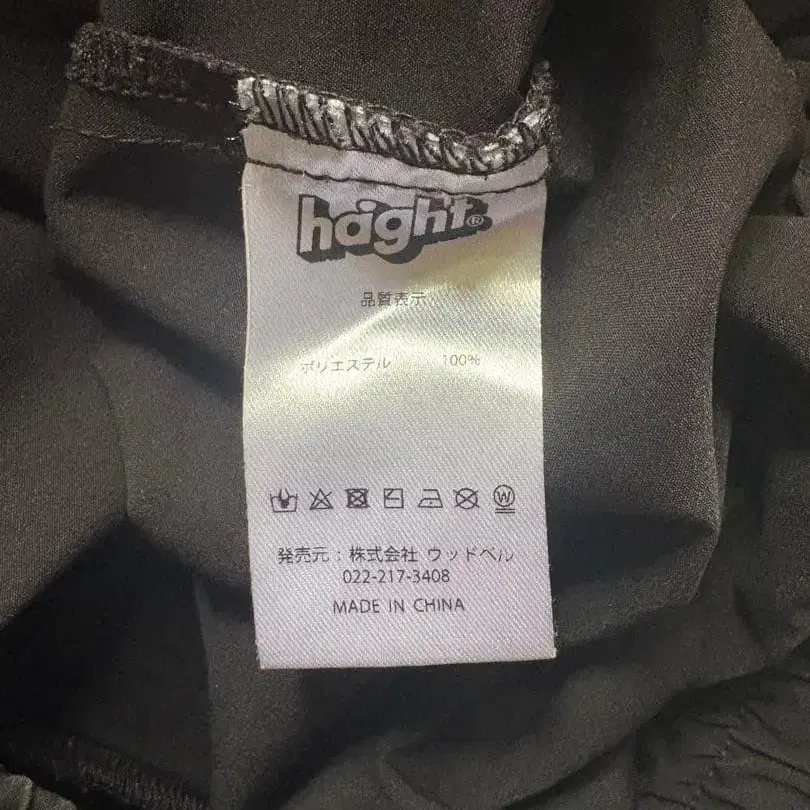 haight®
品質表示
ポリエステル 100%
W
発売元：株式会社 ウッドベル
022-217-3408
MADE IN CHINA